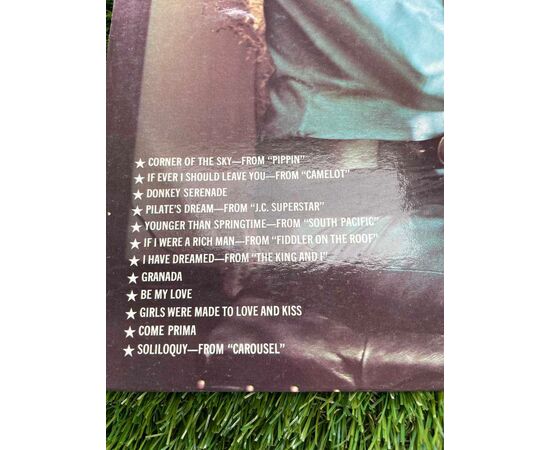 ★ CORNER OF THE SKY—FROM "PIPPIN"
★ IF EVER I SHOULD LEAVE YOU—FROM "CAMELOT"
★ DONKEY SERENADE
★ PILATE'S DREAM—FROM "J.C. SUPERSTAR"
★ YOUNGER THAN SPRINGTIME—FROM "SOUTH PACIFIC"
★ IF I WERE A RICH MAN—FROM "FIDDLER ON THE ROOF"
★ I HAVE DREAMED—FROM "THE KING AND I"
★ GRANADA
★ BE MY LOVE
★ GIRLS WERE MADE TO LOVE AND KISS
★ COME PRIMA
★ SOLILOQUY—FROM "CAROUSEL"